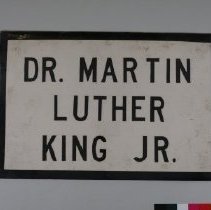 DR. MARTIN
LUTHER
KING JR.